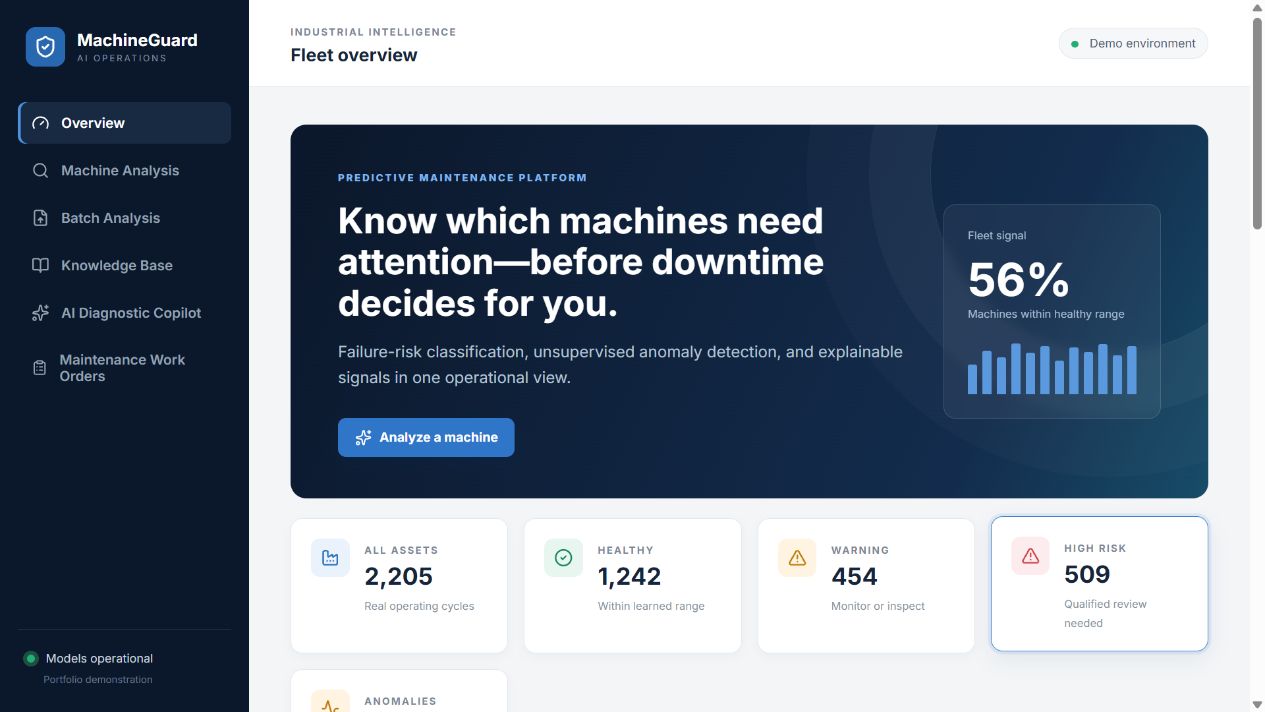 MachineGuard
AI OPERATIONS
Overview
Machine Analysis
Batch Analysis
Knowledge Base
AI Diagnostic Copilot
Maintenance Work
Orders
Models operational
Portfolio demonstration
INDUSTRIAL INTELLIGENCE
Fleet overview
Demo environment
PREDICTIVE MAINTENANCE PLATFORM
Know which machines need
attention—before downtime
decides for you.
Failure-risk classification, unsupervised anomaly detection, and explainable
signals in one operational view.
Analyze a machine
Fleet signal
56%
Machines within healthy range
ALL ASSETS
2,205
Real operating cycles
HEALTHY
1,242
Within learned range
WARNING
454
Monitor or inspect
HIGH RISK
509
Qualified review
needed
ANOMALIES